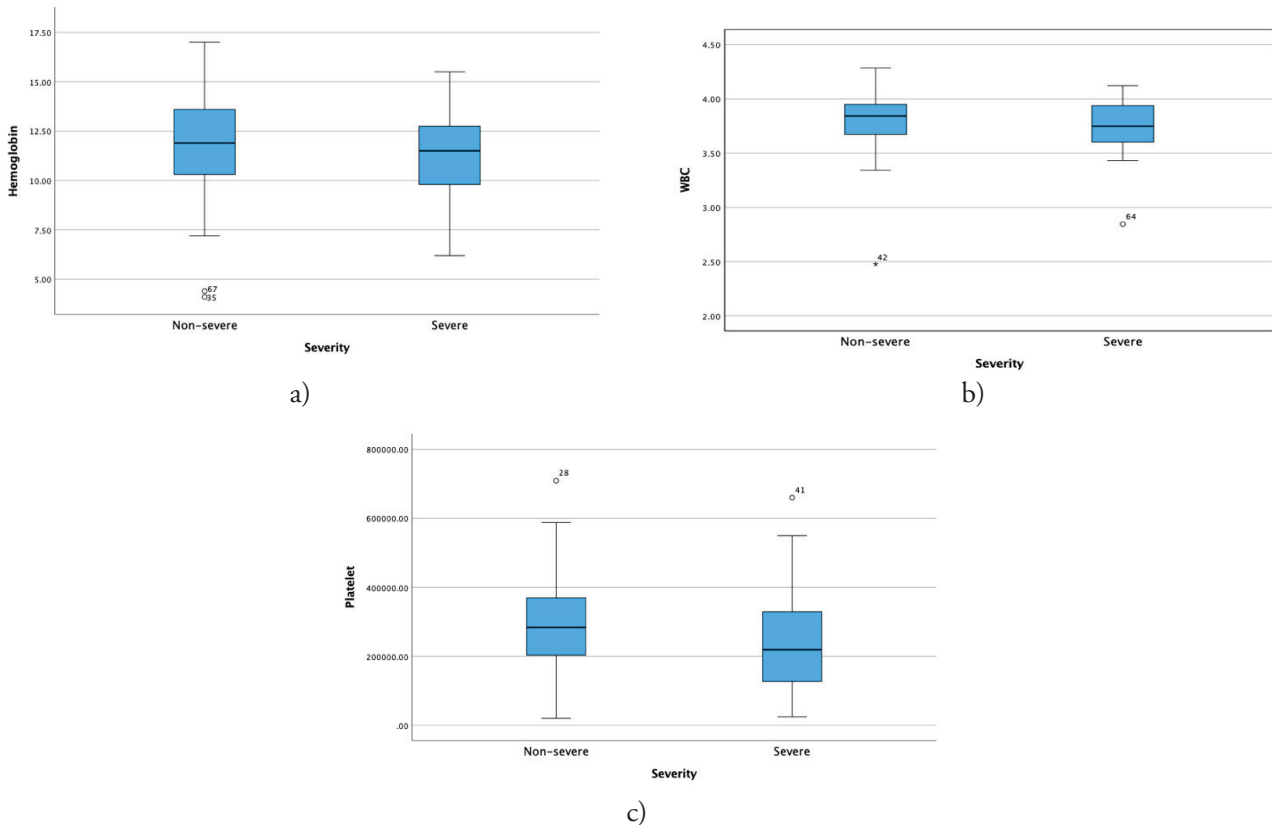 17.50
15.00
12.50
10.00
7.50
5.00
Hemoglobin
67
35
Non-severe Severe
Severity
a)
4.50
4.00
3.50
3.00
2.50
2.00
WBC
42
64
Non-severe Severe
Severity
b)
800000.00
600000.00
400000.00
200000.00
.00
Platelet
28
41
Non-severe Severe
Severity
c)